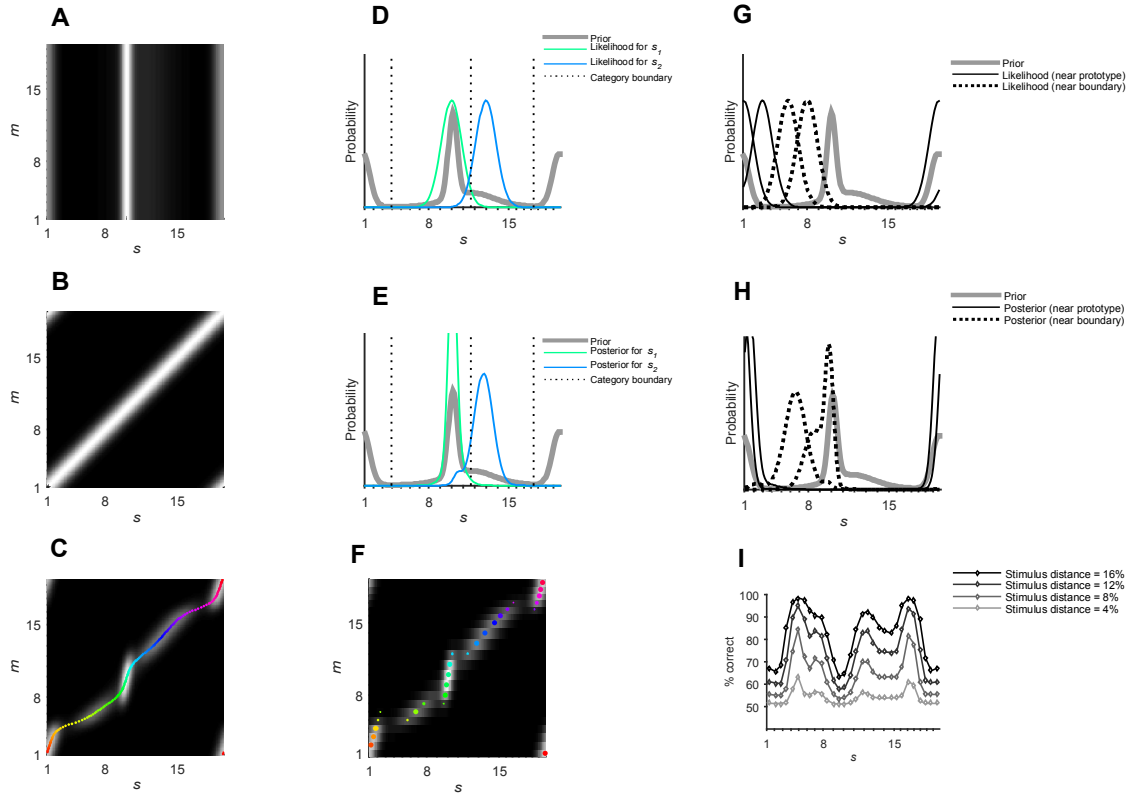 A
m
15
8
1
1
8
15
s
B
m
15
8
1
1
8
15
s
C
m
15
8
1
1
8
15
s
D
Prior
Likelihood for s1
Likelihood for s2
Category boundary
Probability
1
8
15
s
E
Prior
Posterior for s1
Posterior for s2
Category boundary
Probability
1
8
15
s
F
m
15
8
1
1
8
15
s
G
Prior
Likelihood (near prototype)
Likelihood (near boundary)
Probability
1
8
15
s
H
Prior
Posterior (near prototype)
Posterior (near boundary)
Probability
1
8
15
s
I
Stimulus distance = 16%
Stimulus distance = 12%
Stimulus distance = 8%
Stimulus distance = 4%
% correct
100
90
80
70
60
50
1
8
15
s